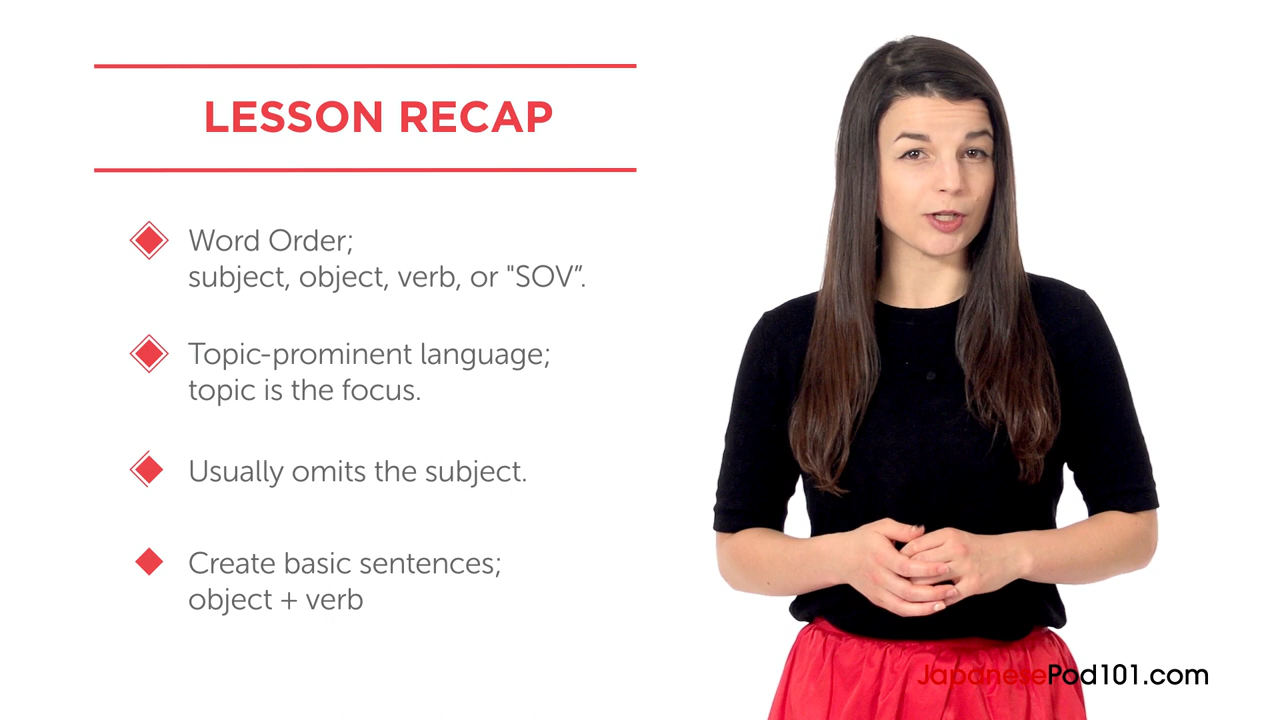 LESSON RECAP
Word Order;
subject, object, verb, or "SOV”.
Topic-prominent language;
topic is the focus.
Usually omits the subject.
Create basic sentences;
object + verb
JapanesePod101.com